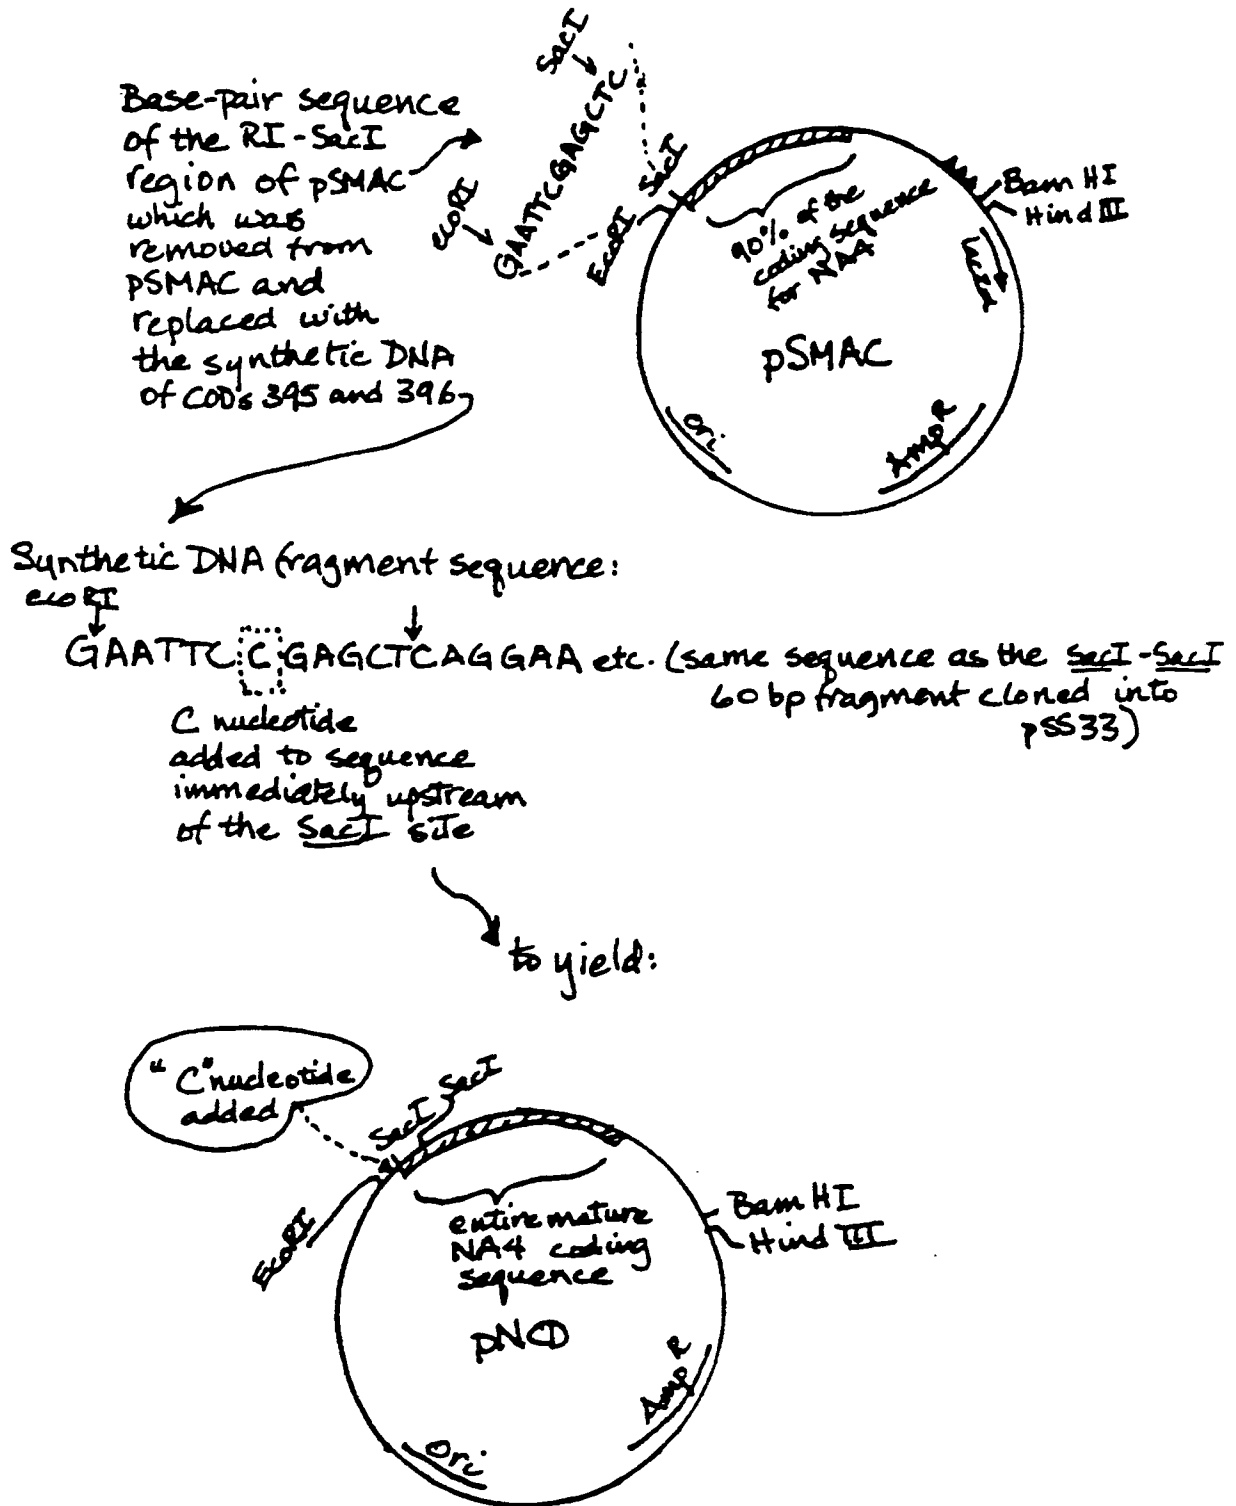 Base-pair sequence
of the RI-SacI
region of pSMAC
which was
removed from
pSMAC and
replaced with
the synthetic DNA
of COD's 395 and 396
SacI
GAATTCGAGCTC
ecoRI
EcoRI
SacI
90% of the
coding sequence
for NA4
Bam HI
Hind III
pSMAC
Ori
AmpR
Synthetic DNA fragment sequence:
ecoRI
GAATTC C GAGCTCAGGAA etc. (same sequence as the SacI-SacI
60 bp fragment cloned into
pSS33)
C nucleotide
added to sequence
immediately upstream
of the SacI site
to yield:
"C" nucleotide
added
SacI
SacI
EcoRI
entire mature
NA4 coding
sequence
Bam HI
Hind III
pNCD
AmpR
Ori